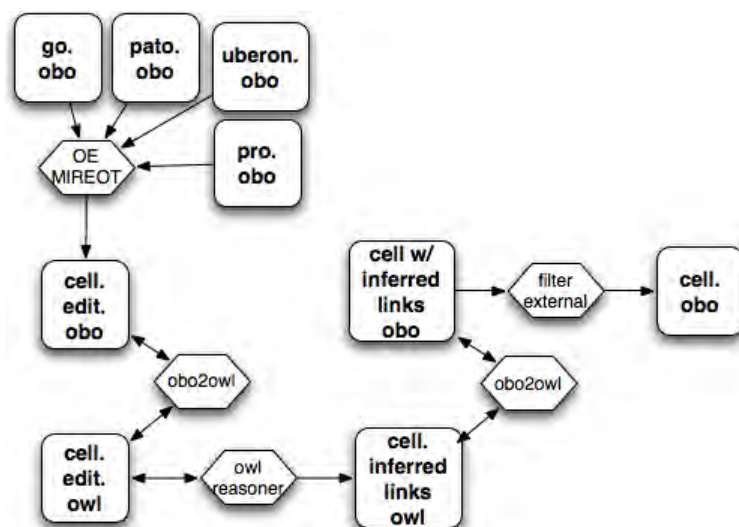 go.
obo
pato.
obo
uberon.
obo
OE
MIREOT
pro.
obo
cell.
edit.
obo
cell w/
inferred
links
obo
filter
external
cell.
obo
obo2owl
obo2owl
cell.
edit.
owl
owl
reasoner
cell.
inferred
links
owl